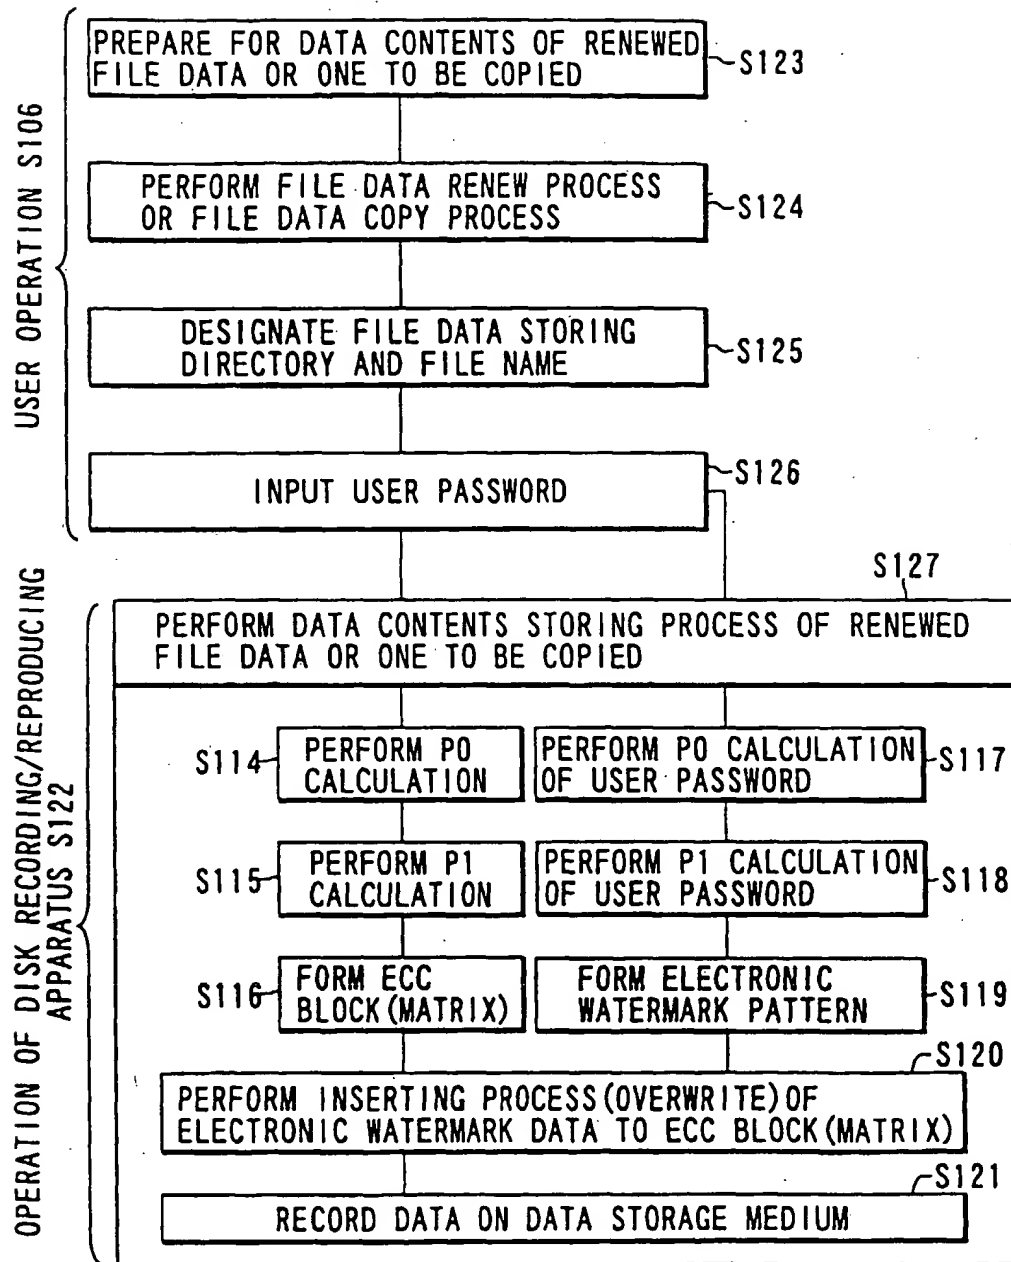 USER OPERATION S106
PREPARE FOR DATA CONTENTS OF RENEWED
FILE DATA OR ONE TO BE COPIED
S123
PERFORM FILE DATA RENEW PROCESS
OR FILE DATA COPY PROCESS
S124
DESIGNATE FILE DATA STORING
DIRECTORY AND FILE NAME
S125
INPUT USER PASSWORD
S126
OPERATION OF DISK RECORDING/REPRODUCING
APPARATUS S122
S127
PERFORM DATA CONTENTS STORING PROCESS OF RENEWED
FILE DATA OR ONE TO BE COPIED
S114
PERFORM P0
CALCULATION
PERFORM P0 CALCULATION
OF USER PASSWORD
S117
S115
PERFORM P1
CALCULATION
PERFORM P1 CALCULATION
OF USER PASSWORD
S118
S116
FORM ECC
BLOCK(MATRIX)
FORM ELECTRONIC
WATERMARK PATTERN
S119
S120
PERFORM INSERTING PROCESS(OVERWRITE)OF
ELECTRONIC WATERMARK DATA TO ECC BLOCK(MATRIX)
S121
RECORD DATA ON DATA STORAGE MEDIUM